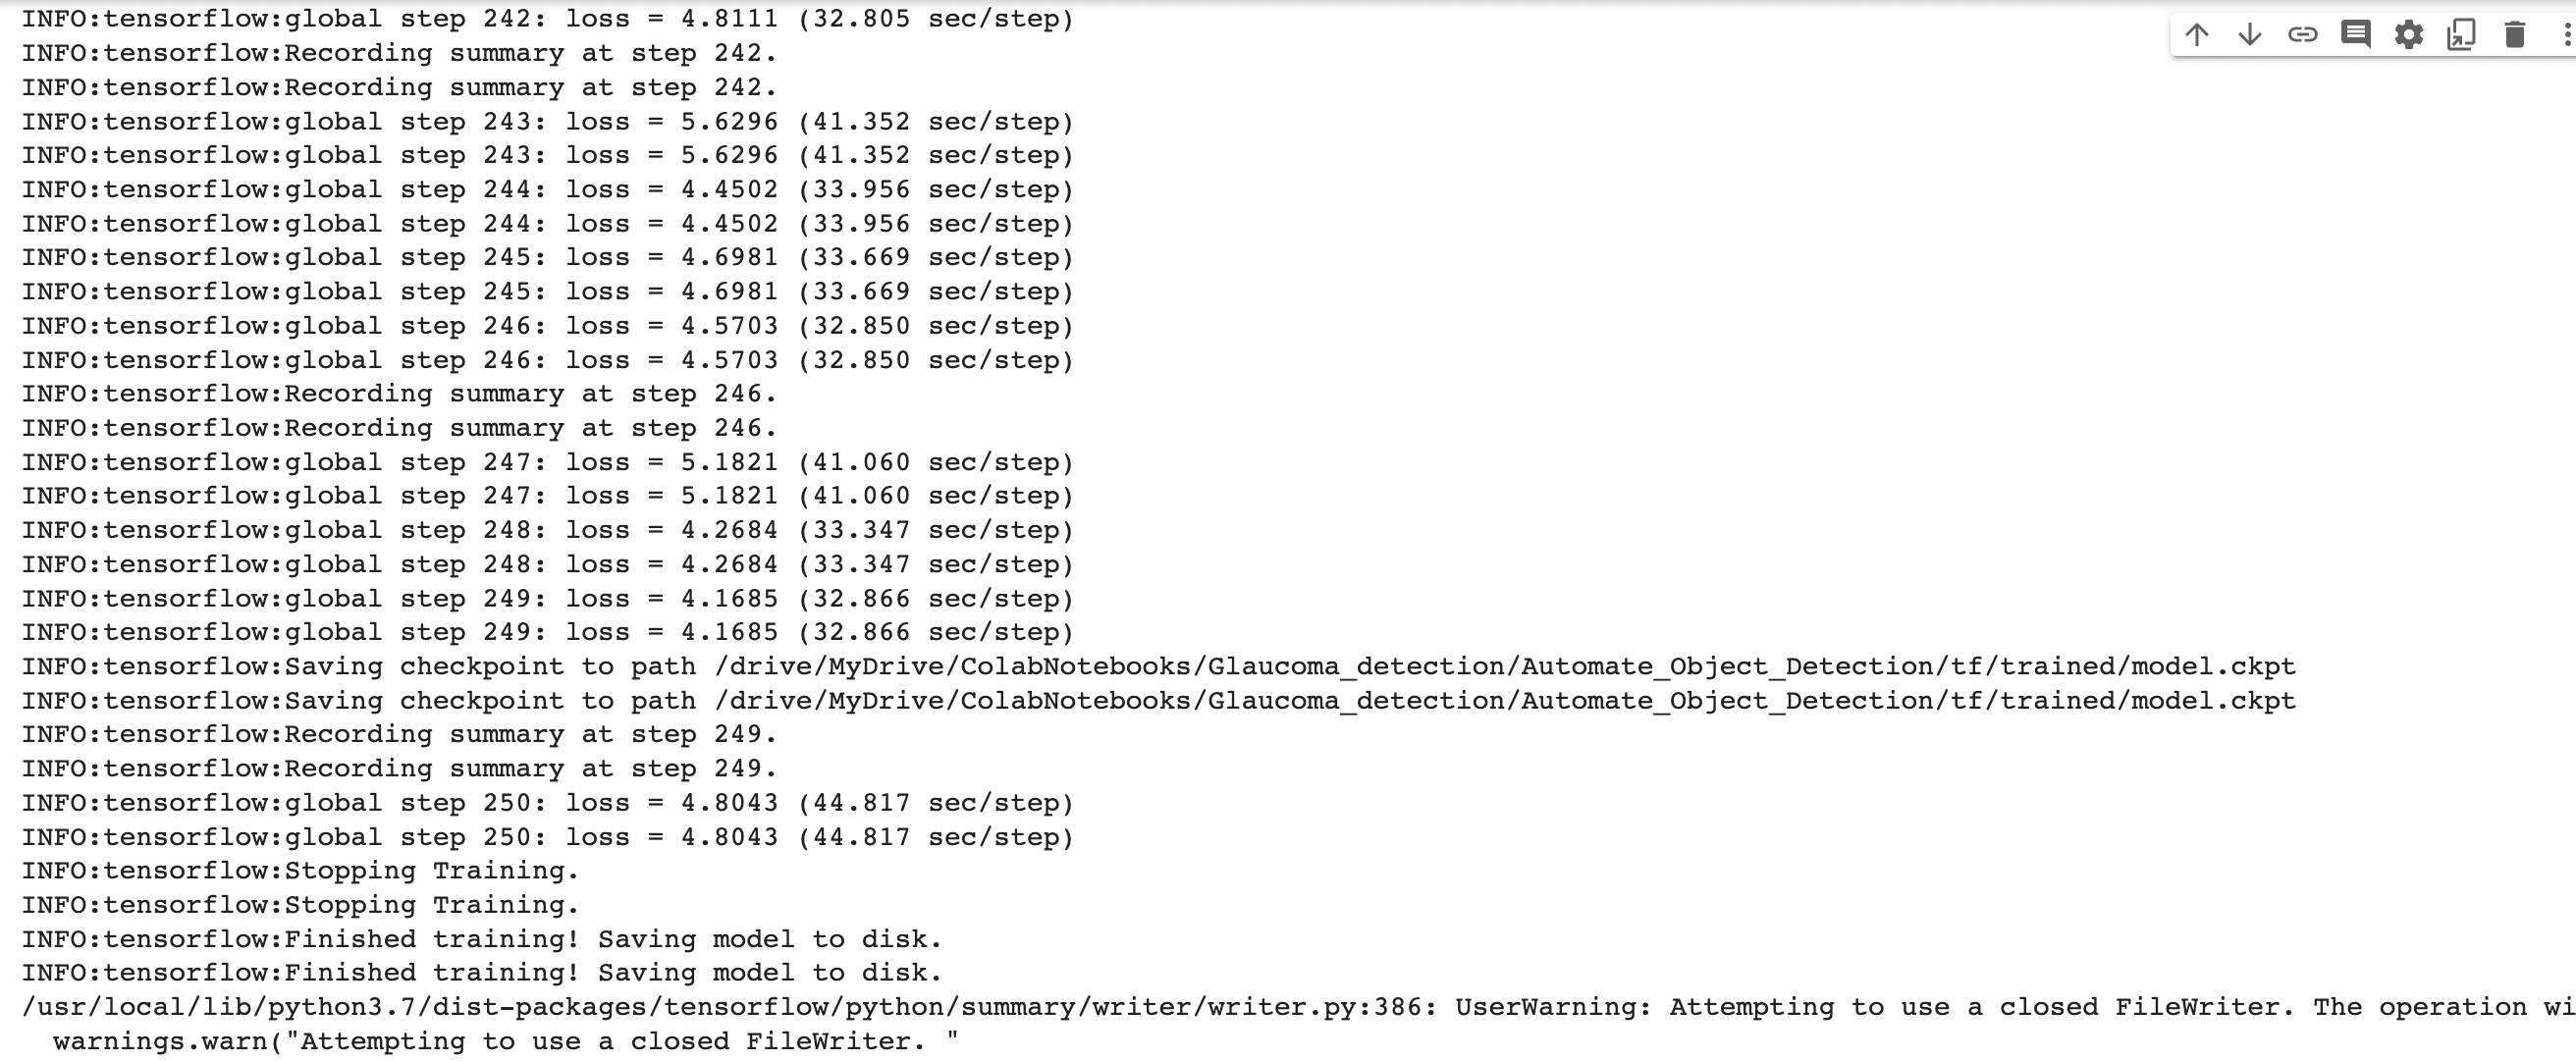 INFO:tensorflow:global step 242: loss = 4.8111 (32.805 sec/step)
INFO:tensorflow:Recording summary at step 242.
INFO:tensorflow:Recording summary at step 242.
INFO:tensorflow:global step 243: loss = 5.6296 (41.352 sec/step)
INFO:tensorflow:global step 243: loss = 5.6296 (41.352 sec/step)
INFO:tensorflow:global step 244: loss = 4.4502 (33.956 sec/step)
INFO:tensorflow:global step 244: loss = 4.4502 (33.956 sec/step)
INFO:tensorflow:global step 245: loss = 4.6981 (33.669 sec/step)
INFO:tensorflow:global step 245: loss = 4.6981 (33.669 sec/step)
INFO:tensorflow:global step 246: loss = 4.5703 (32.850 sec/step)
INFO:tensorflow:global step 246: loss = 4.5703 (32.850 sec/step)
INFO:tensorflow:Recording summary at step 246.
INFO:tensorflow:Recording summary at step 246.
INFO:tensorflow:global step 247: loss = 5.1821 (41.060 sec/step)
INFO:tensorflow:global step 247: loss = 5.1821 (41.060 sec/step)
INFO:tensorflow:global step 248: loss = 4.2684 (33.347 sec/step)
INFO:tensorflow:global step 248: loss = 4.2684 (33.347 sec/step)
INFO:tensorflow:global step 249: loss = 4.1685 (32.866 sec/step)
INFO:tensorflow:global step 249: loss = 4.1685 (32.866 sec/step)
INFO:tensorflow:Saving checkpoint to path /drive/MyDrive/ColabNotebooks/Glaucoma_detection/Automate_Object_Detection/tf/trained/model.ckpt
INFO:tensorflow:Saving checkpoint to path /drive/MyDrive/ColabNotebooks/Glaucoma_detection/Automate_Object_Detection/tf/trained/model.ckpt
INFO:tensorflow:Recording summary at step 249.
INFO:tensorflow:Recording summary at step 249.
INFO:tensorflow:global step 250: loss = 4.8043 (44.817 sec/step)
INFO:tensorflow:global step 250: loss = 4.8043 (44.817 sec/step)
INFO:tensorflow:Stopping Training.
INFO:tensorflow:Stopping Training.
INFO:tensorflow:Finished training! Saving model to disk.
INFO:tensorflow:Finished training! Saving model to disk.
/usr/local/lib/python3.7/dist-packages/tensorflow/python/summary/writer/writer.py:386: UserWarning: Attempting to use a closed FileWriter. The operation wi
warnings.warn("Attempting to use a closed FileWriter. "